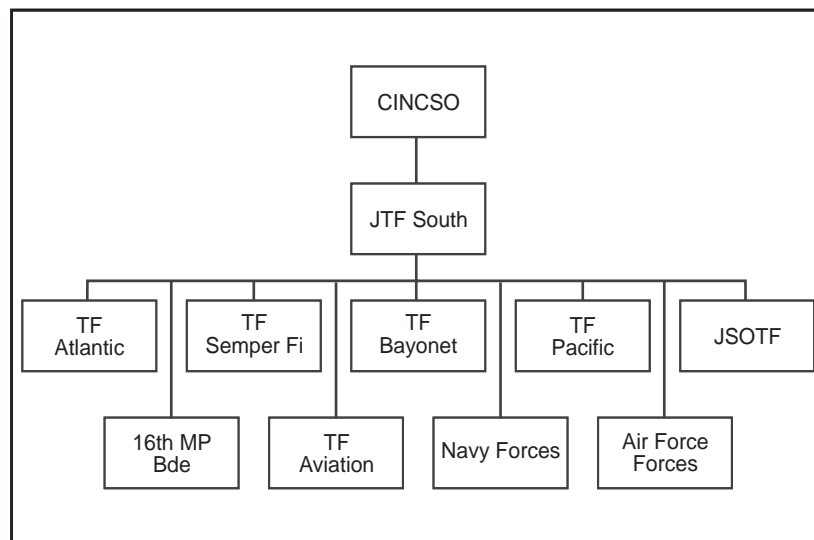 CINCSO
JTF South
TF
Atlantic
TF
Semper Fi
TF
Bayonet
TF
Pacific
JSOTF
16th MP
Bde
TF
Aviation
Navy Forces
Air Force
Forces